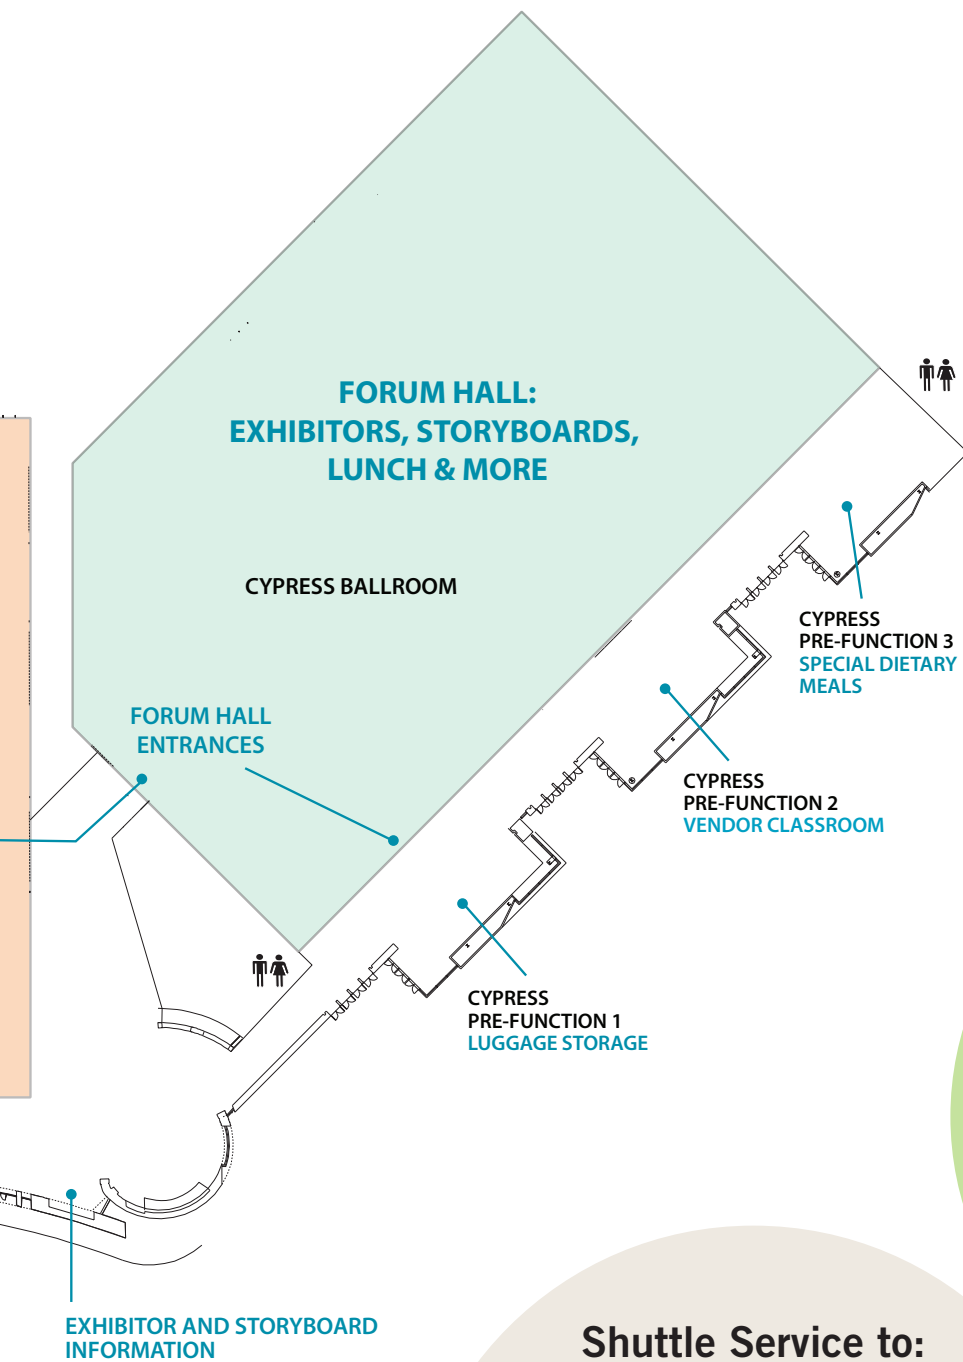 FORUM HALL:
EXHIBITORS, STORYBOARDS,
LUNCH & MORE
CYPRESS BALLROOM
CYPRESS
PRE-FUNCTION 3
SPECIAL DIETARY
MEALS
FORUM HALL
ENTRANCES
CYPRESS
PRE-FUNCTION 2
VENDOR CLASSROOM
CYPRESS
PRE-FUNCTION 1
LUGGAGE STORAGE
EXHIBITOR AND STORYBOARD
INFORMATION
Shuttle Service to: